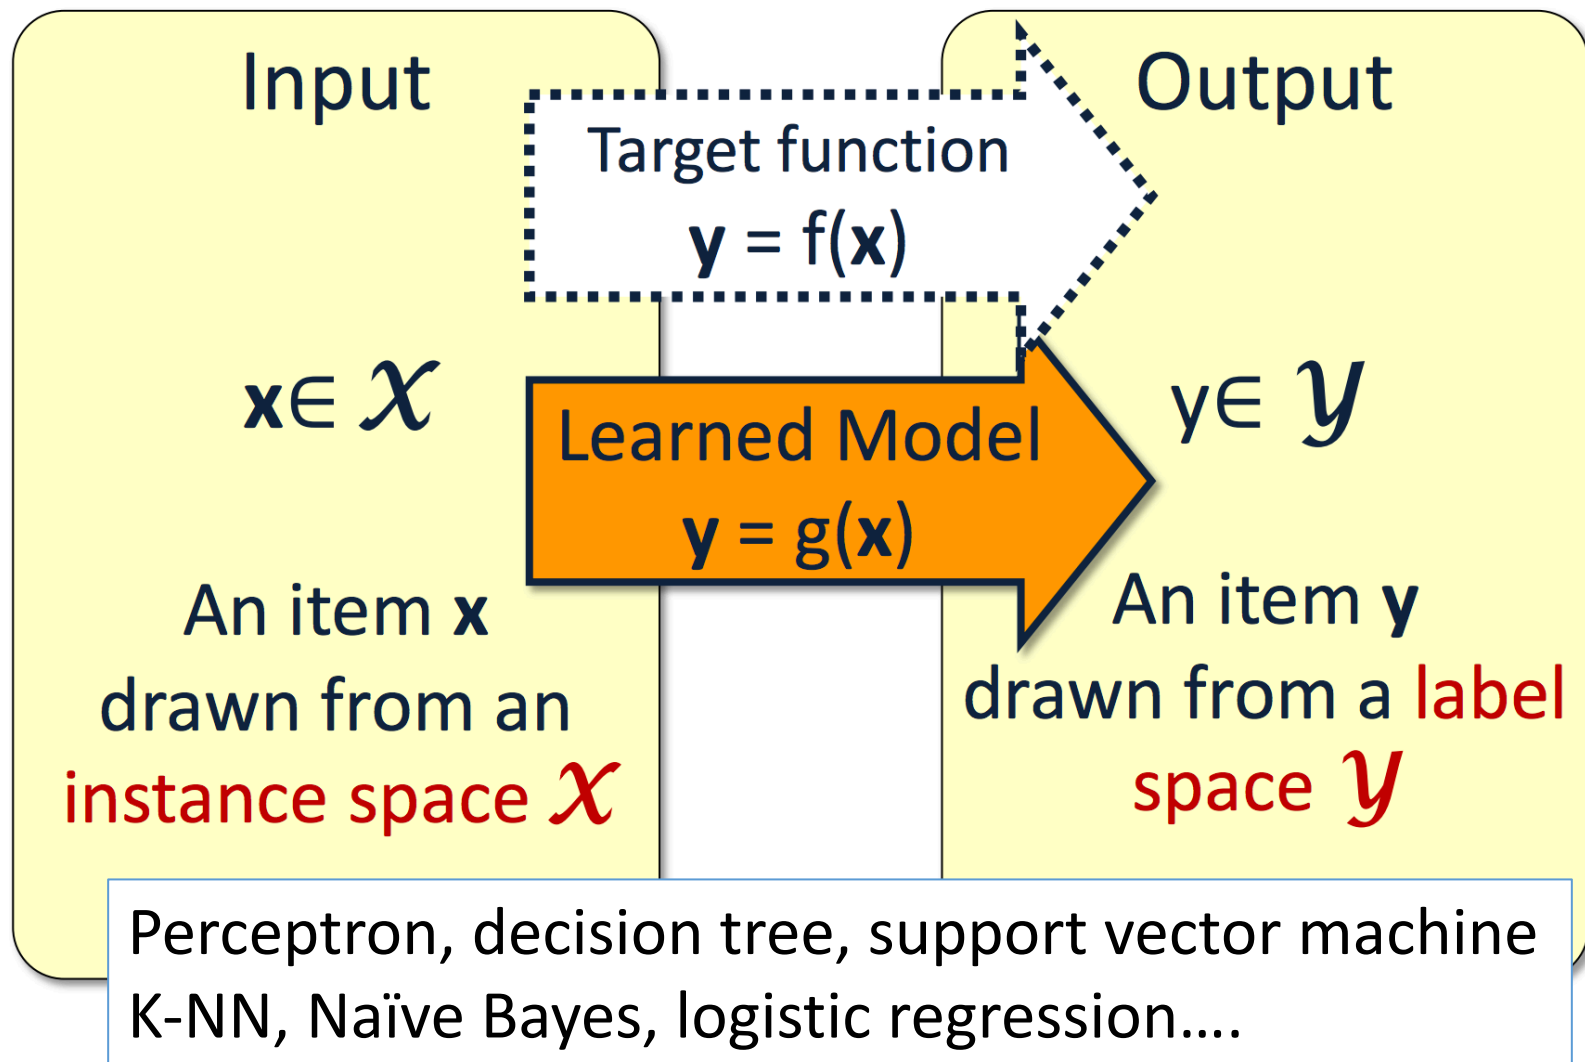 Input
Target function
y = f(x)
Output
x∈ 𝒳
Learned Model
y = g(x)
y∈ 𝒴
An item x
drawn from an
instance space 𝒳
An item y
drawn from a label
space 𝒴
Perceptron, decision tree, support vector machine
K-NN, Naïve Bayes, logistic regression….